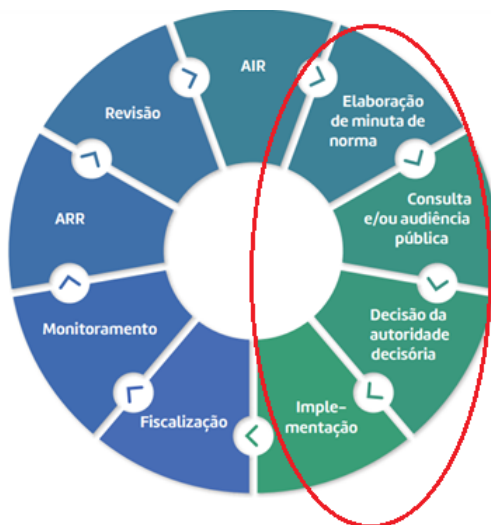 AIR
Elaboração
de minuta de
norma
Consulta
e/ou audiência
pública
Decisão da
autoridade
decisória
Imple-
mentação
Fiscalização
Monitoramento
ARR
Revisão